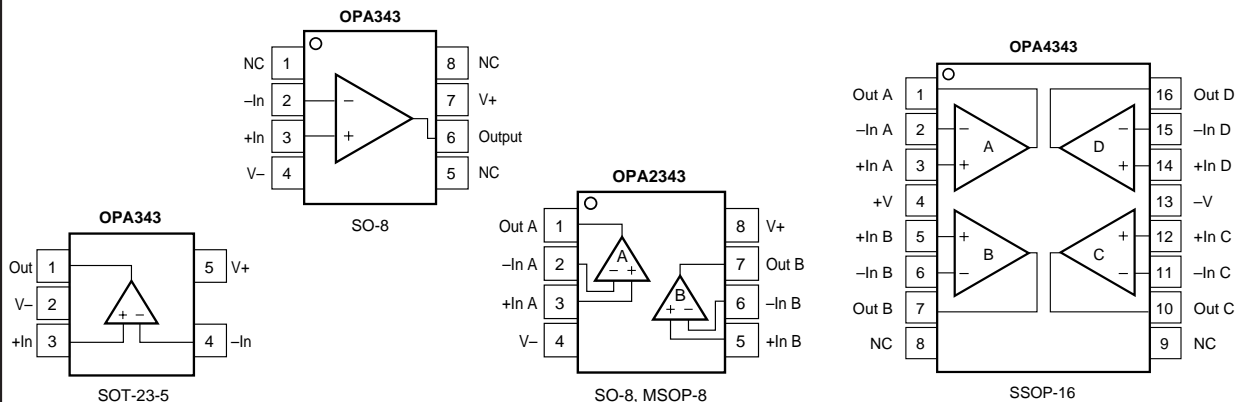 OPA343
NC 1 8 NC
–In 2 – 7 V+
+In 3 + 6 Output
V– 4 5 NC
SO-8
OPA343
Out 1 5 V+
V– 2
+In 3 + – 4 –In
SOT-23-5
OPA2343
Out A 1 A 8 V+
–In A 2 – + 7 Out B
+In A 3 B 6 –In B
V– 4 + – 5 +In B
SO-8, MSOP-8
OPA4343
Out A 1 16 Out D
–In A 2 – A D – 15 –In D
+In A 3 + + 14 +In D
+V 4 13 –V
+In B 5 + + 12 +In C
–In B 6 – B C – 11 –In C
Out B 7 10 Out C
NC 8 9 NC
SSOP-16